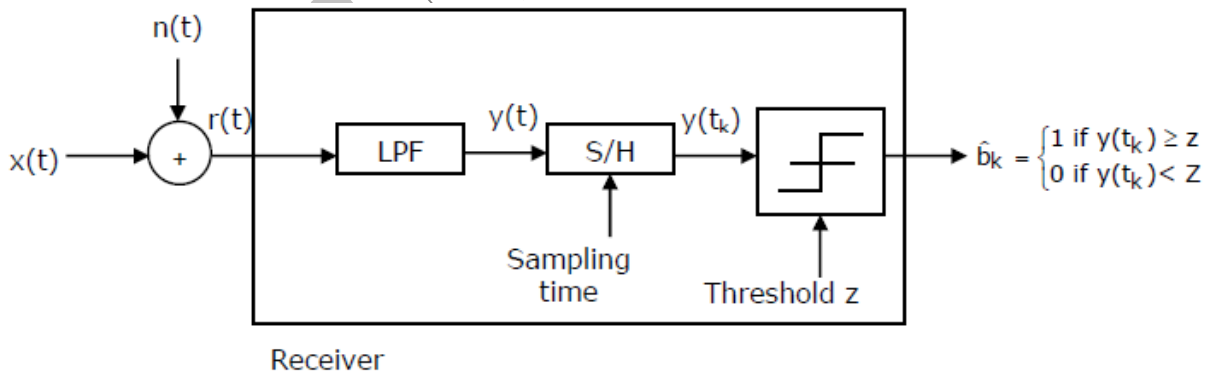 n(t)
x(t)
+
r(t)
LPF
y(t)
S/H
y(tₖ)
b̂ₖ = {1 if y(tₖ) ≥ z
0 if y(tₖ) < Z
Sampling
time
Threshold z
Receiver